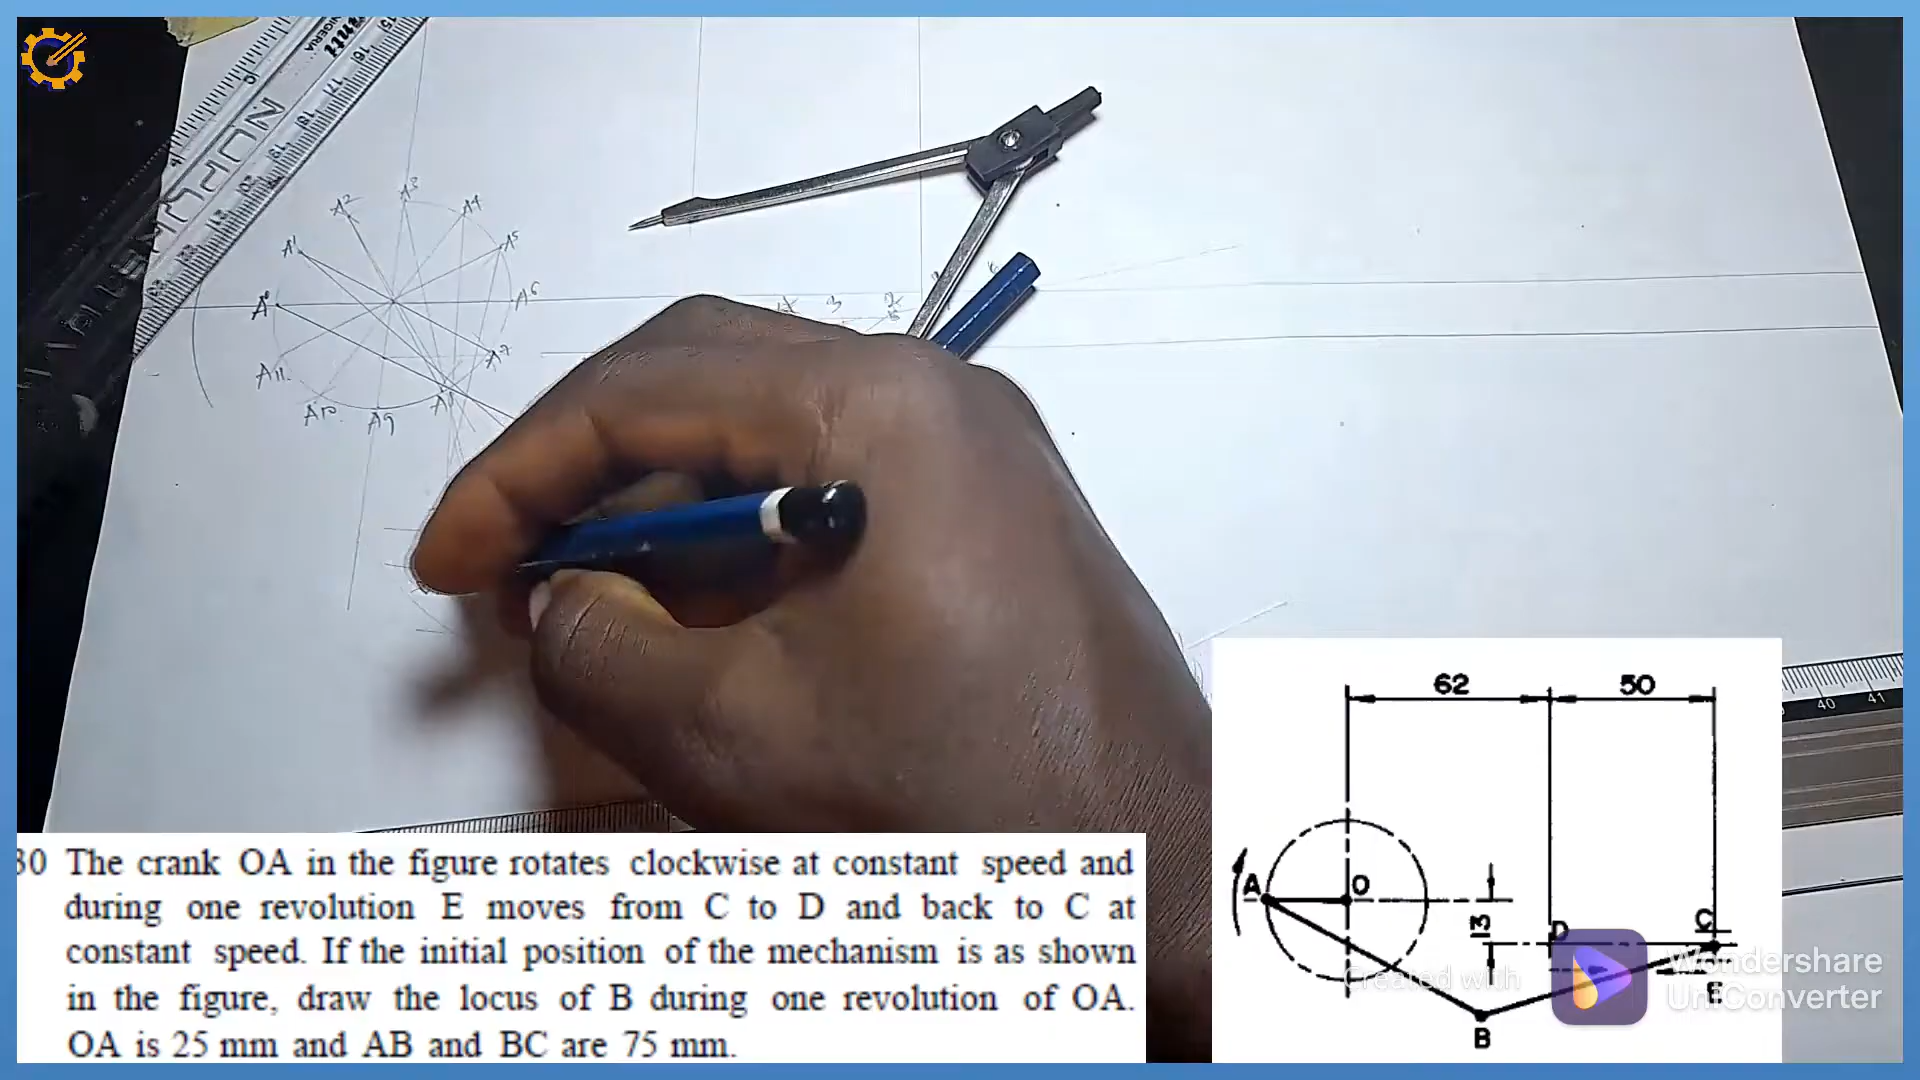 NIGERIA
A2
A3
A4
A1
A5
A0
A6
3
A7
A11
A10
A9
A8
40 41
62 50
A O
13
D C
E
B
Created with
Wondershare
UniConverter
30 The crank OA in the figure rotates clockwise at constant speed and
during one revolution E moves from C to D and back to C at
constant speed. If the initial position of the mechanism is as shown
in the figure, draw the locus of B during one revolution of OA.
OA is 25 mm and AB and BC are 75 mm.